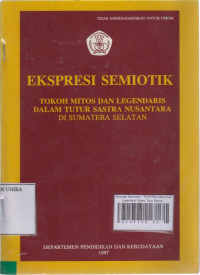 TIDAK DIPERDAGANGKAN UNTUK UMUM
EKSPRESI SEMIOTIK
TOKOH MITOS DAN LEGENDARIS
DALAM TUTUR SASTRA NUSANTARA
DI SUMATERA SELATAN
DEPARTEMEN PENDIDIKAN DAN KEBUDAYAAN
1997